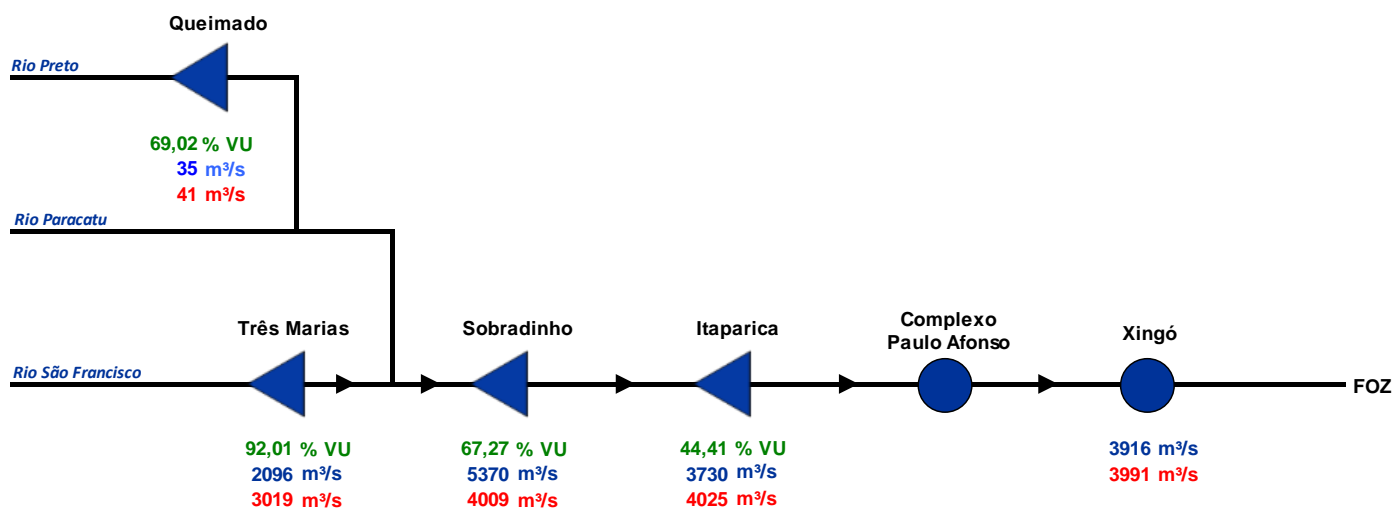 Queimado
Rio Preto
69,02 % VU
35 m³/s
41 m³/s
Rio Paracatu
Três Marias
Sobradinho
Itaparica
Complexo
Paulo Afonso
Xingó
Rio São Francisco
FOZ
92,01 % VU
2096 m³/s
3019 m³/s
67,27 % VU
5370 m³/s
4009 m³/s
44,41 % VU
3730 m³/s
4025 m³/s
3916 m³/s
3991 m³/s